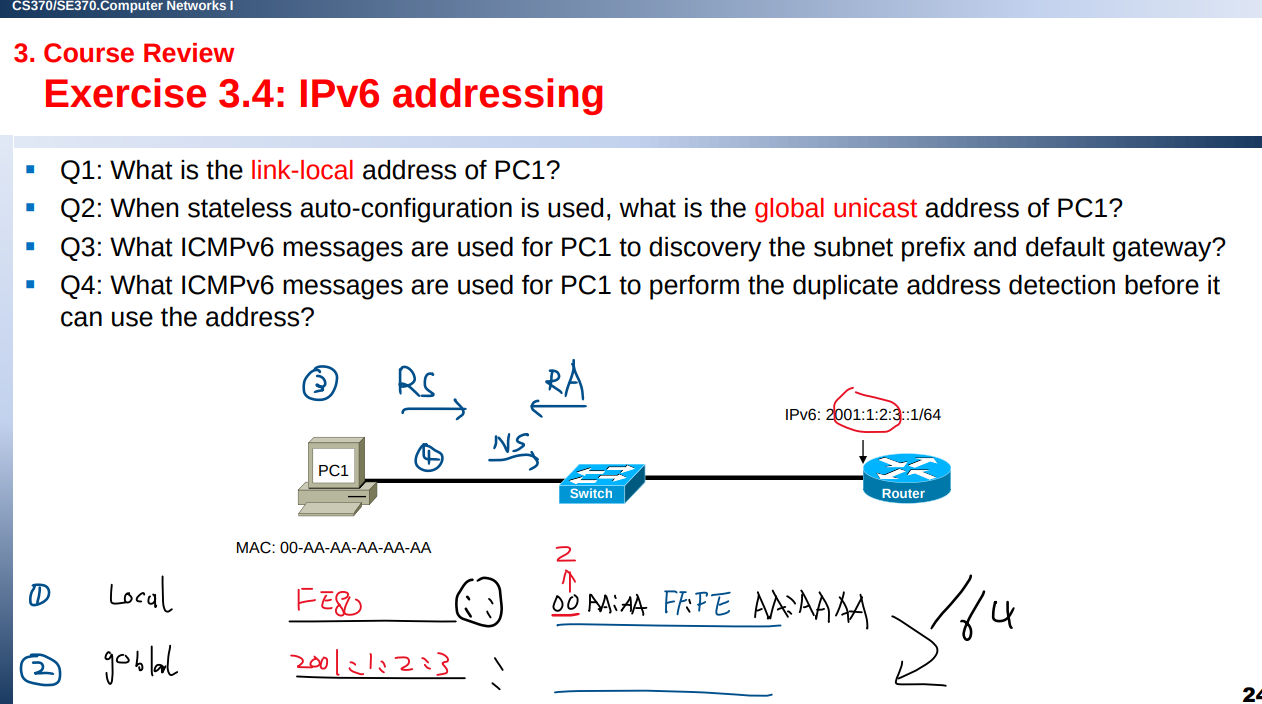 CS370/SE370.Computer Networks I
3. Course Review
Exercise 3.4: IPv6 addressing
▪ Q1: What is the link-local address of PC1?
▪ Q2: When stateless auto-configuration is used, what is the global unicast address of PC1?
▪ Q3: What ICMPv6 messages are used for PC1 to discovery the subnet prefix and default gateway?
▪ Q4: What ICMPv6 messages are used for PC1 to perform the duplicate address detection before it
can use the address?
③ RS RA
IPv6: 2001:1:2:3::1/64
④ NS
PC1
Switch
Router
MAC: 00-AA-AA-AA-AA-AA
2
① Local FE80 :: 00 AA:AA FF:FE AA:AA AA /64
② goblal 2001:1:2:3 :
24